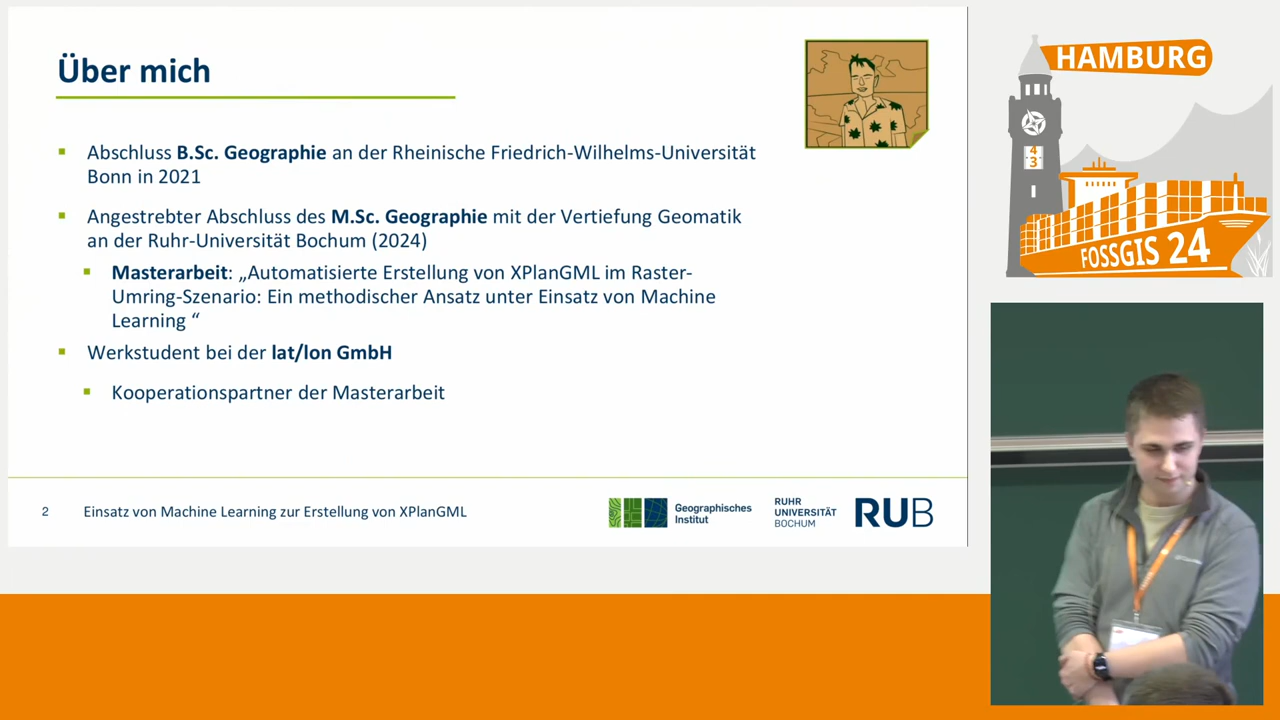 Über mich
Abschluss B.Sc. Geographie an der Rheinische Friedrich-Wilhelms-Universität
Bonn in 2021
Angestrebter Abschluss des M.Sc. Geographie mit der Vertiefung Geomatik
an der Ruhr-Universität Bochum (2024)
Masterarbeit: „Automatisierte Erstellung von XPlanGML im Raster-
Umring-Szenario: Ein methodischer Ansatz unter Einsatz von Machine
Learning “
Werkstudent bei der lat/lon GmbH
Kooperationspartner der Masterarbeit
2
Einsatz von Machine Learning zur Erstellung von XPlanGML
Geographisches
Institut
RUHR
UNIVERSITÄT
BOCHUM
RUB
HAMBURG
4
3
FOSSGIS 24